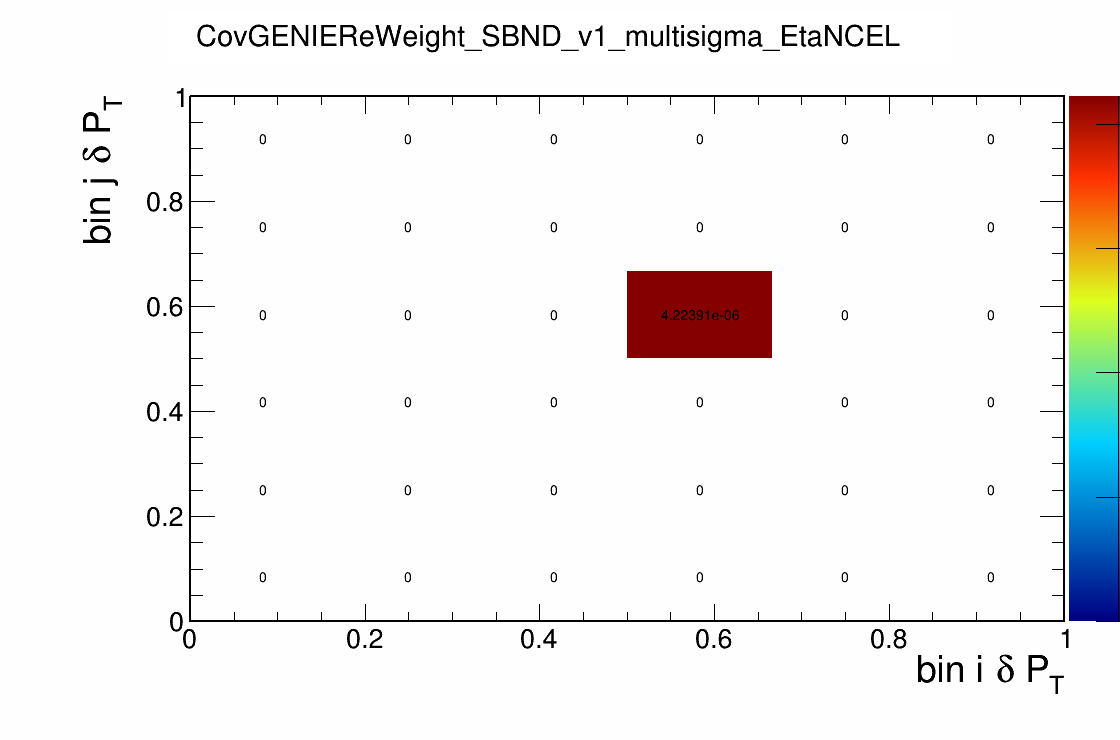 CovGENIEReWeight_SBND_v1_multisigma_EtaNCEL
bin j δ P_T
1
0 0 0 0 0 0
0.8
0 0 0 0 0 0
0.6
0 0 0 4.22391e-06 0 0
0.4
0 0 0 0 0 0
0.2
0 0 0 0 0 0
0 0 0 0 0 0
0
0 0.2 0.4 0.6 0.8 1
bin i δ P_T